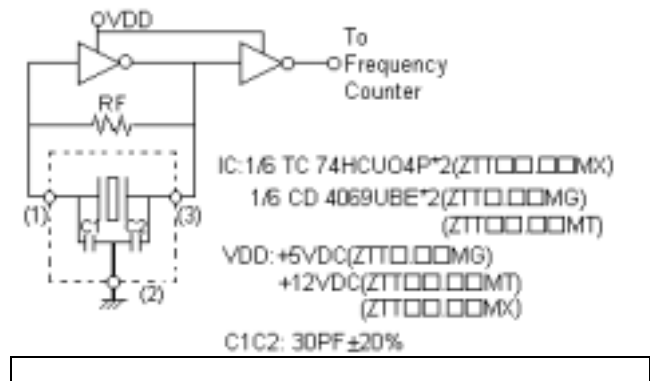 VDD
To
Frequency
Counter
RF
(1)
C1
C2
(3)
(2)
IC:1/6 TC 74HCUO4P*2(ZTT□□.□□MX)
1/6 CD 4069UBE*2(ZTT□.□□MG)
(ZTT□□.□□MT)
VDD:+5VDC(ZTT□.□□MG)
+12VDC(ZTT□□.□□MT)
(ZTT□□.□□MX)
C1C2: 30PF±20%